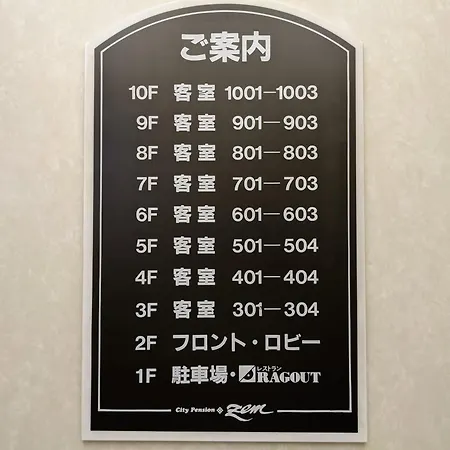 ご案内
10F 客室 1001—1003
9F 客室 901—903
8F 客室 801—803
7F 客室 701—703
6F 客室 601—603
5F 客室 501—504
4F 客室 401—404
3F 客室 301—304
2F フロント・ロビー
1F 駐車場・レストラン RAGOUT
City Pension Zem